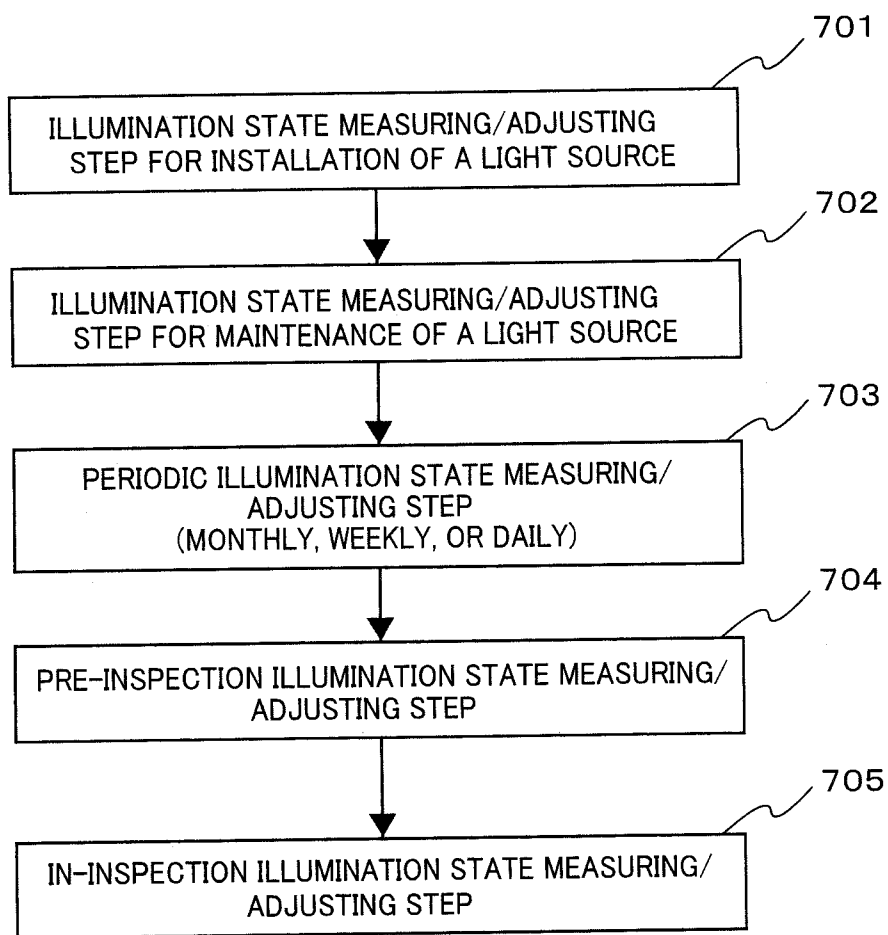 701
ILLUMINATION STATE MEASURING/ADJUSTING
STEP FOR INSTALLATION OF A LIGHT SOURCE
702
ILLUMINATION STATE MEASURING/ADJUSTING
STEP FOR MAINTENANCE OF A LIGHT SOURCE
703
PERIODIC ILLUMINATION STATE MEASURING/
ADJUSTING STEP
(MONTHLY, WEEKLY, OR DAILY)
704
PRE-INSPECTION ILLUMINATION STATE MEASURING/
ADJUSTING STEP
705
IN-INSPECTION ILLUMINATION STATE MEASURING/
ADJUSTING STEP